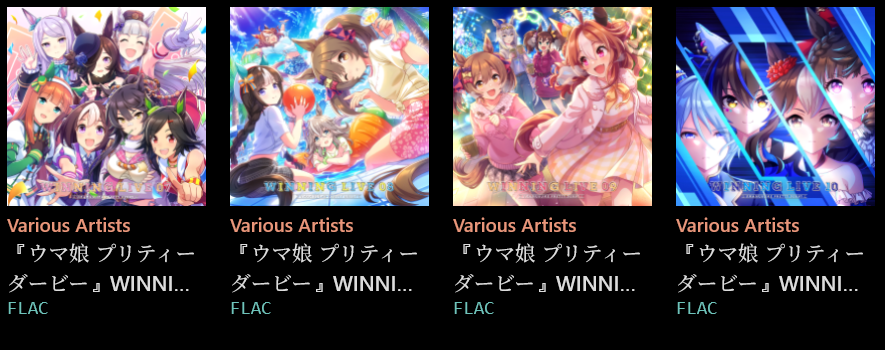 WINNING LIVE 07
WINNING LIVE 08
WINNING LIVE 09
WINNING LIVE 10
Various Artists
『ウマ娘 プリティー
ダービー』WINNI...
FLAC
Various Artists
『ウマ娘 プリティー
ダービー』WINNI...
FLAC
Various Artists
『ウマ娘 プリティー
ダービー』WINNI...
FLAC
Various Artists
『ウマ娘 プリティー
ダービー』WINNI...
FLAC